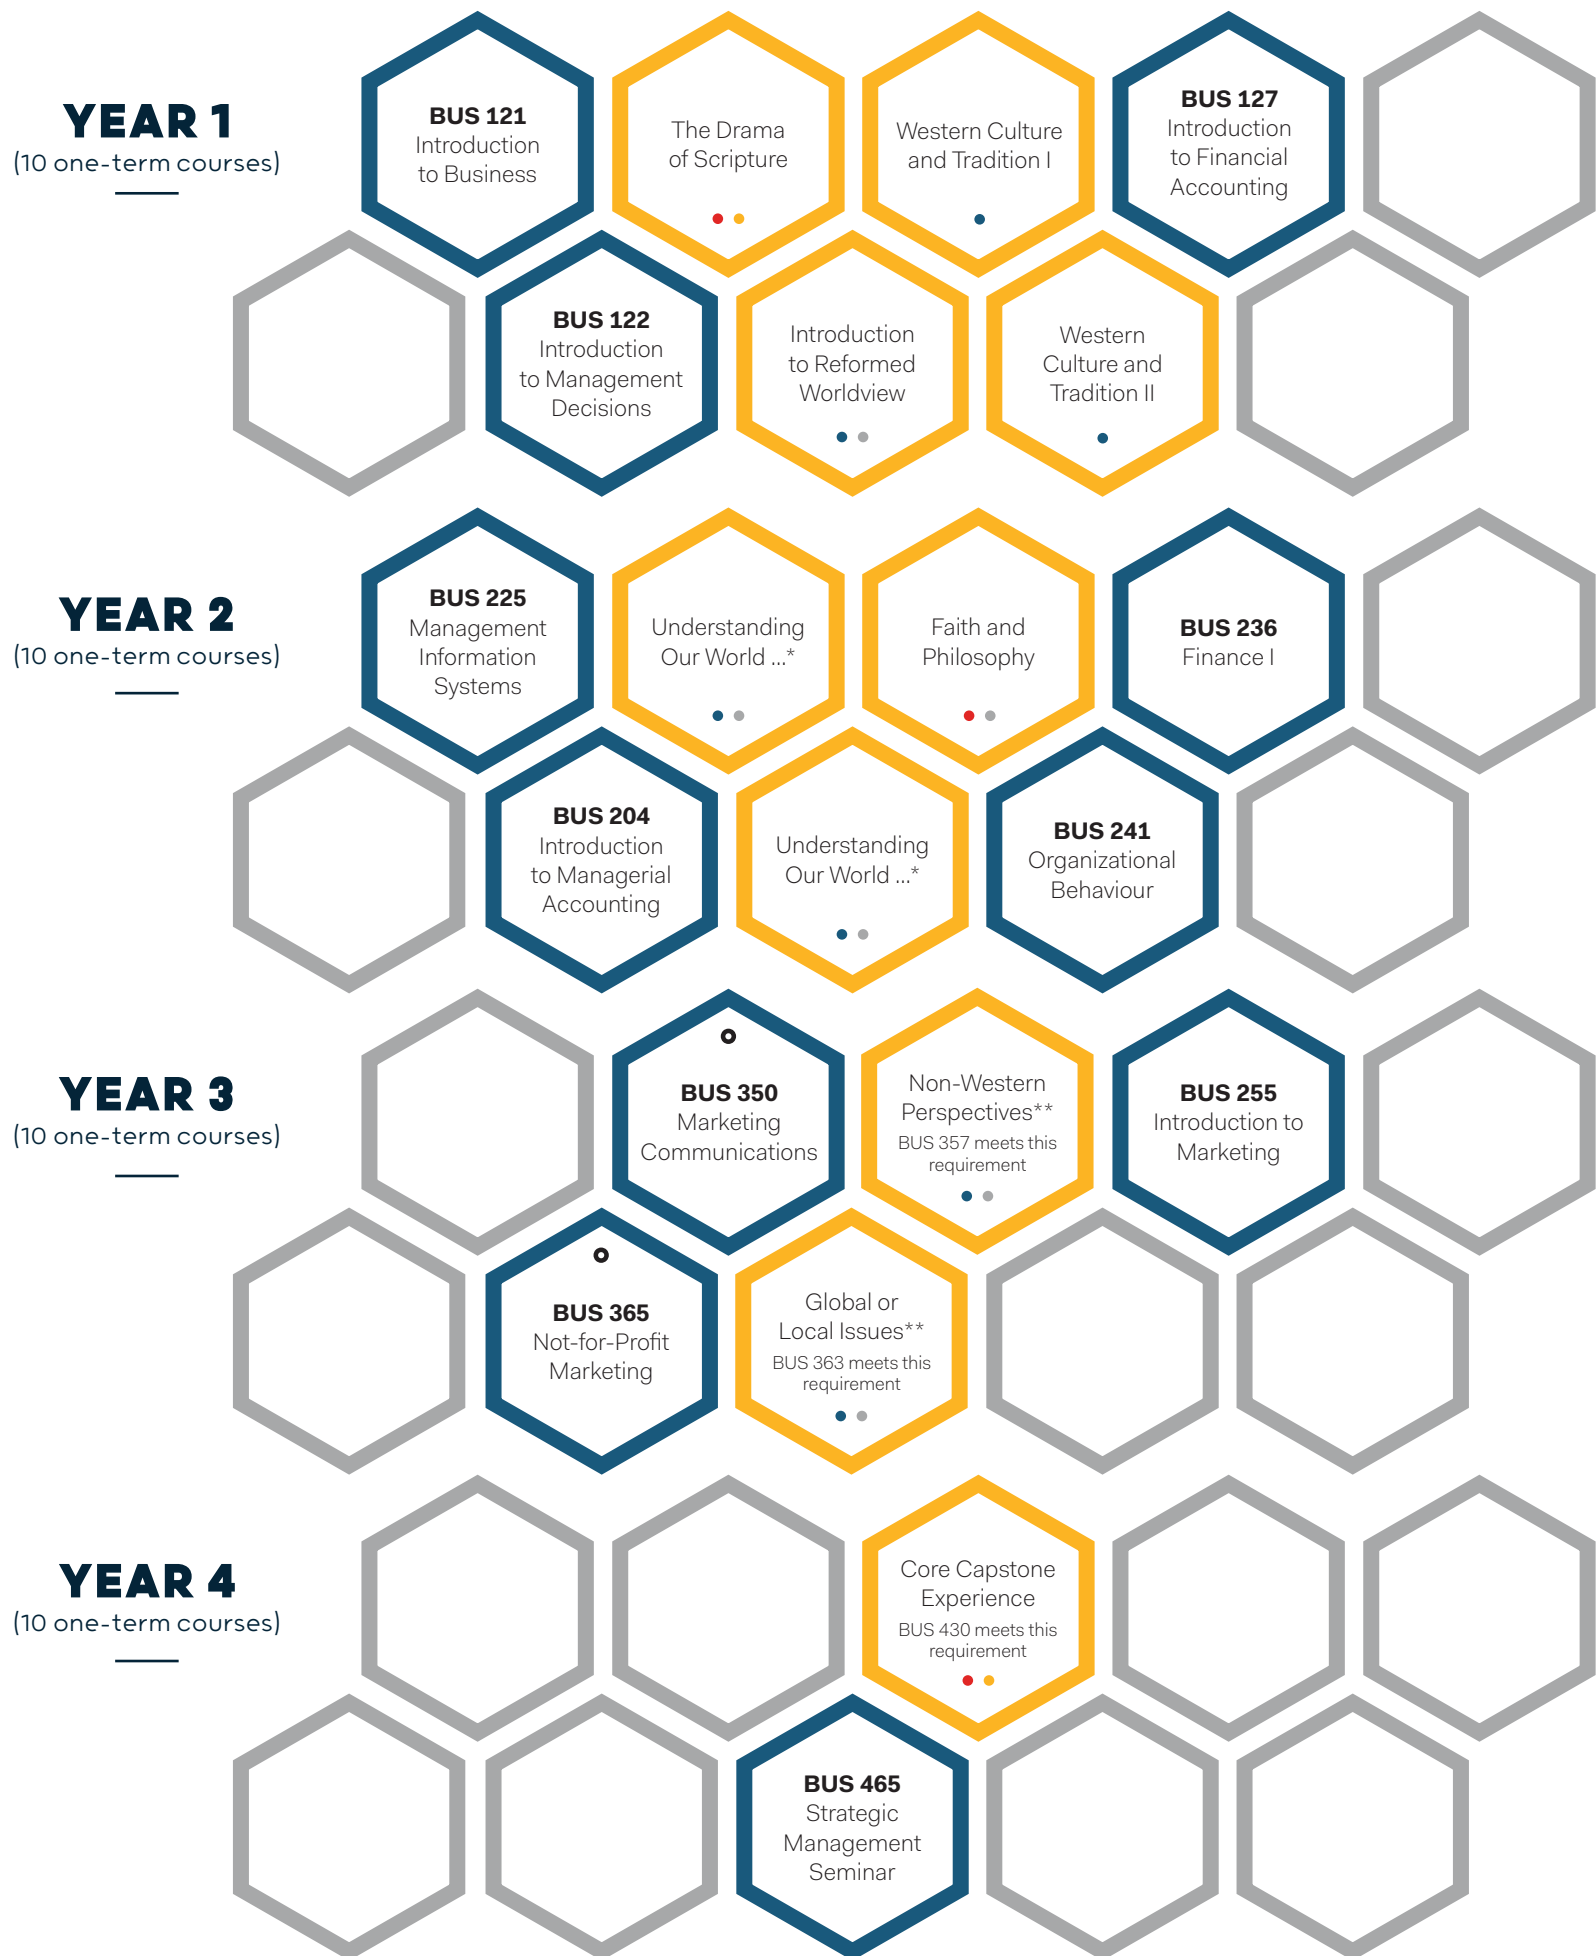 YEAR 1
(10 one-term courses)
BUS 121
Introduction
to Business
The Drama
of Scripture
Western Culture
and Tradition I
BUS 127
Introduction
to Financial
Accounting
BUS 122
Introduction
to Management
Decisions
Introduction
to Reformed
Worldview
Western
Culture and
Tradition II
YEAR 2
(10 one-term courses)
BUS 225
Management
Information
Systems
Understanding
Our World ...*
Faith and
Philosophy
BUS 236
Finance I
BUS 204
Introduction
to Managerial
Accounting
Understanding
Our World ...*
BUS 241
Organizational
Behaviour
YEAR 3
(10 one-term courses)
BUS 350
Marketing
Communications
Non-Western
Perspectives**
BUS 357 meets this
requirement
BUS 255
Introduction to
Marketing
BUS 365
Not-for-Profit
Marketing
Global or
Local Issues**
BUS 363 meets this
requirement
YEAR 4
(10 one-term courses)
Core Capstone
Experience
BUS 430 meets this
requirement
BUS 465
Strategic
Management
Seminar